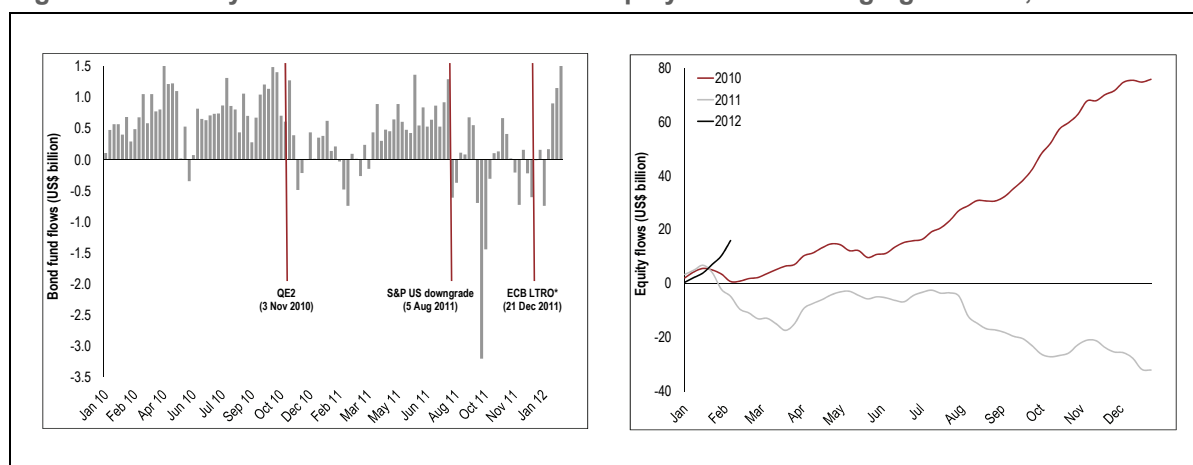 1.5
1.0
0.5
0.0
-0.5
-1.0
-1.5
-2.0
-2.5
-3.0
-3.5
Bond fund flows (US$ billion)
QE2
(3 Nov 2010)
S&P US downgrade
(5 Aug 2011)
ECB LTRO*
(21 Dec 2011)
Jan 10
Feb 10
Apr 10
Jun 10
Jul 10
Sep 10
Oct 10
Dec 10
Feb 11
Mar 11
May 11
Jun 11
Aug 11
Oct 11
Nov 11
Jan 12
80
60
40
20
0
-20
-40
Equity flows (US$ billion)
2010
2011
2012
Jan
Feb
Mar
Apr
May
Jun
Jul
Aug
Sep
Oct
Nov
Dec